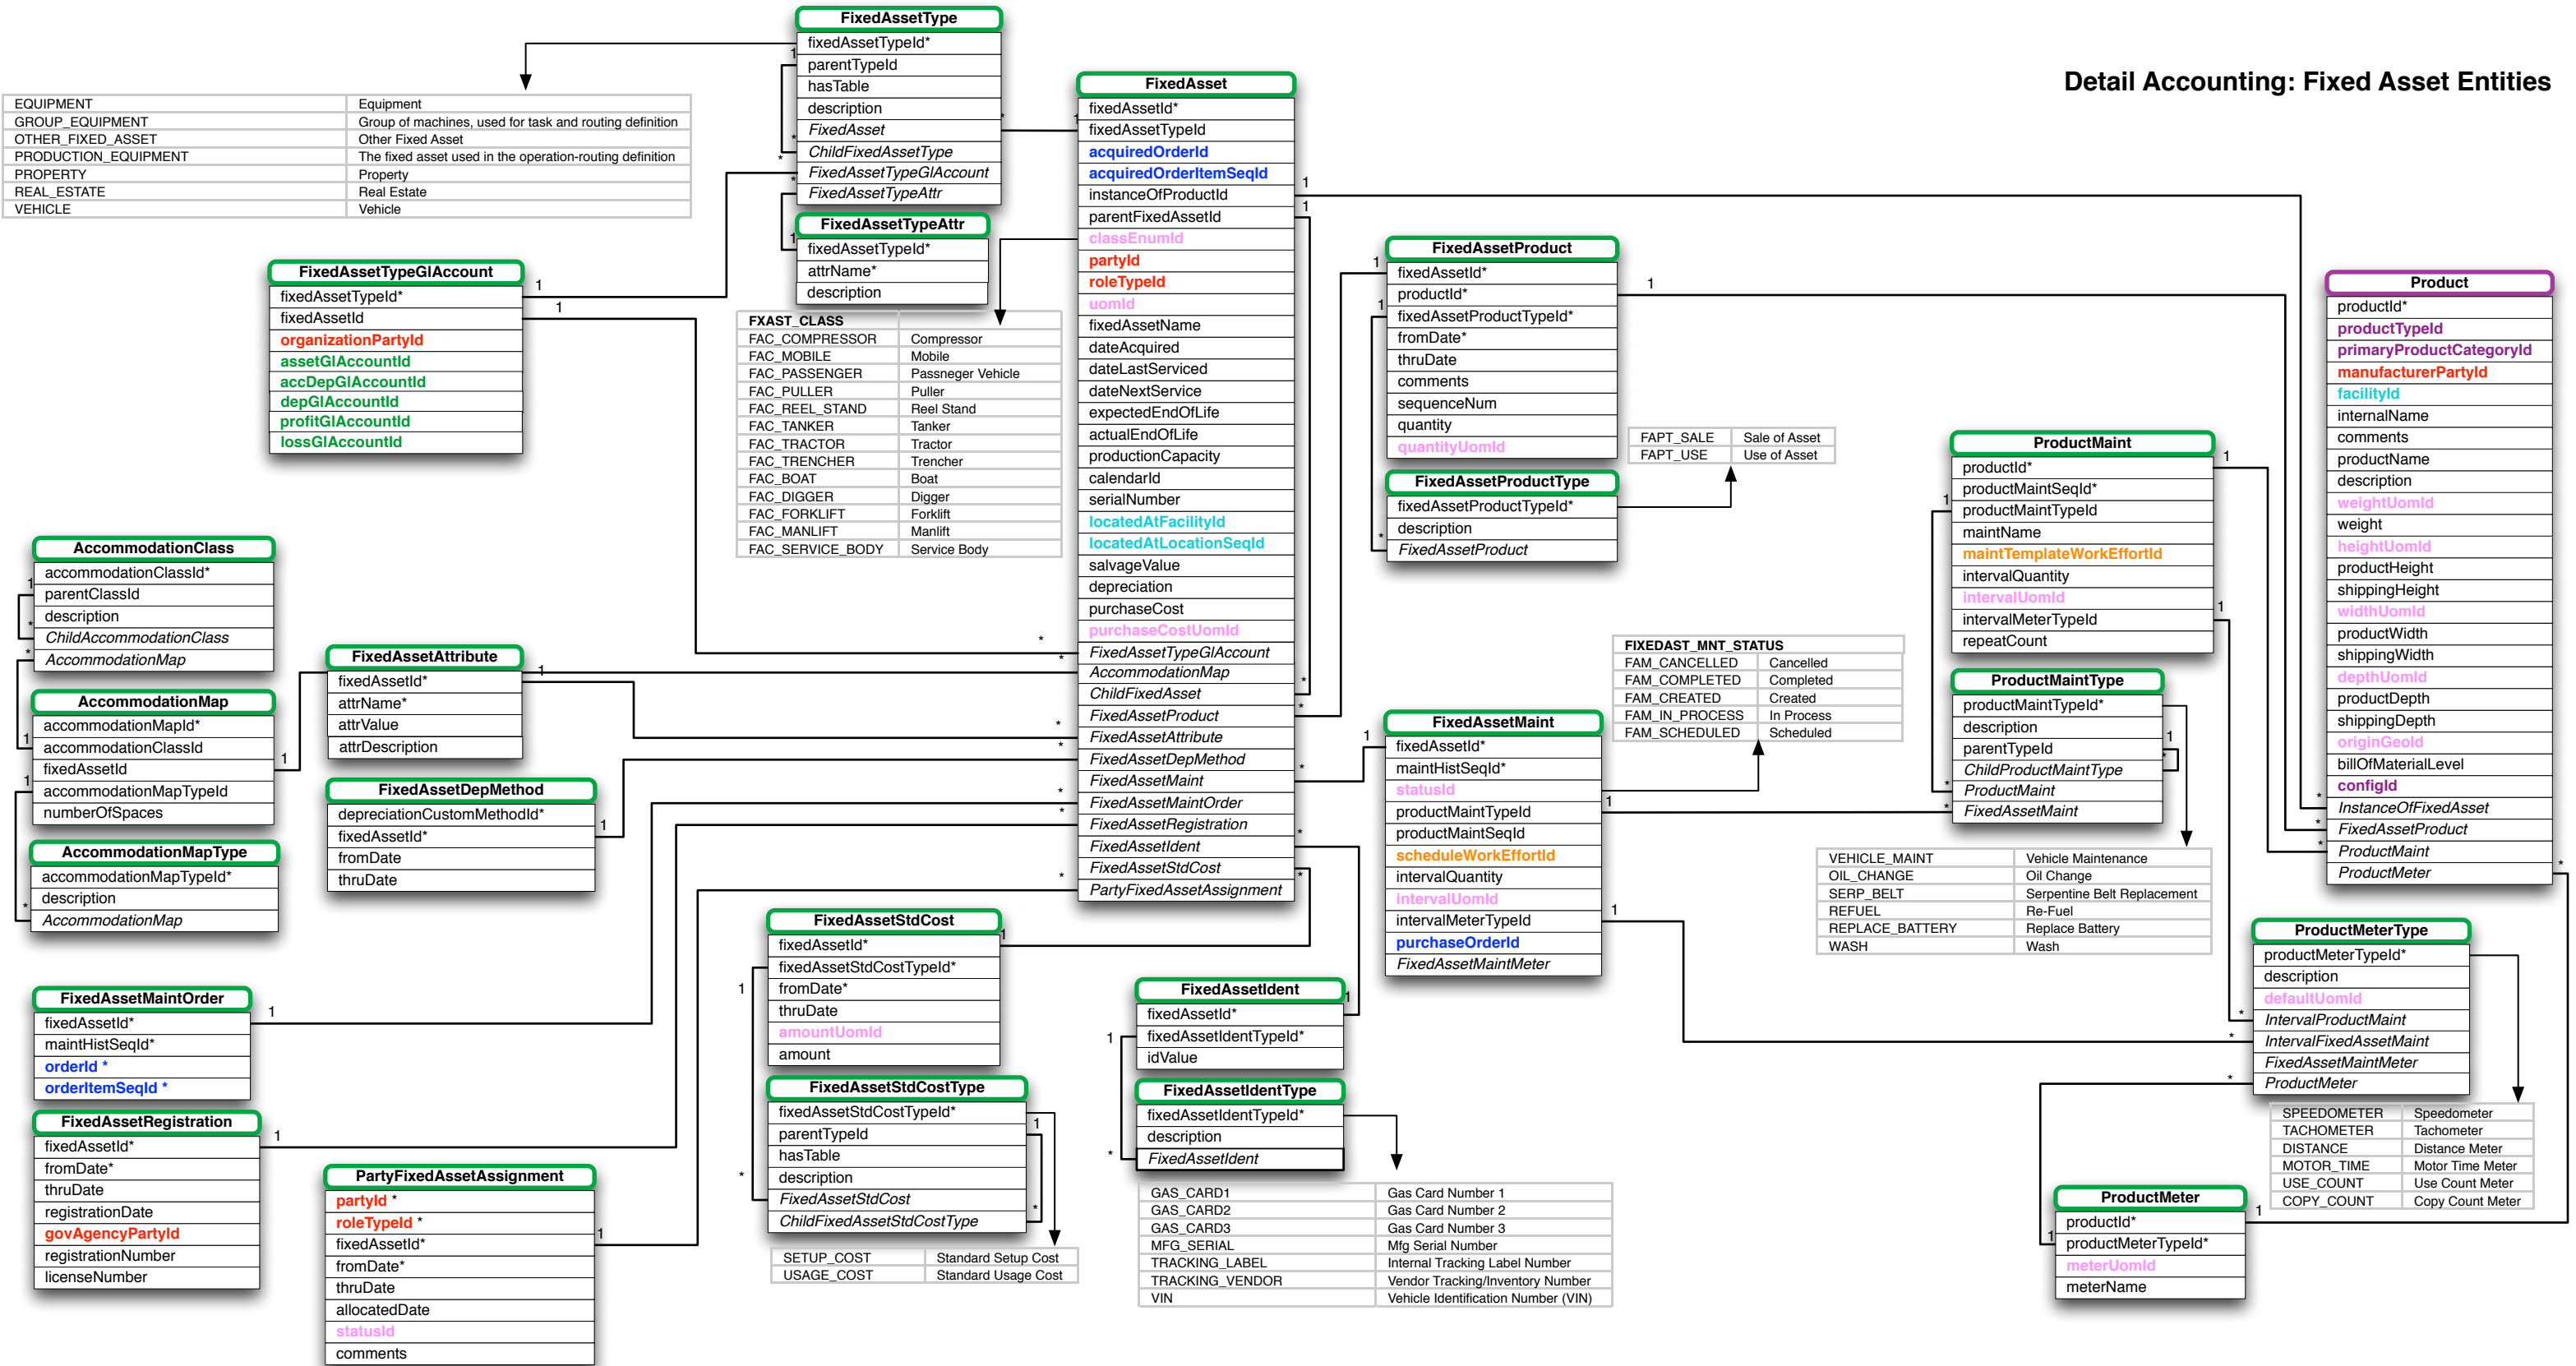 Detail Accounting: Fixed Asset Entities
FixedAssetType
fixedAssetTypeId*
parentTypeId
hasTable
description
FixedAsset
ChildFixedAssetType
FixedAssetTypeGlAccount
FixedAssetTypeAttr
EQUIPMENT Equipment
GROUP_EQUIPMENT Group of machines, used for task and routing definition
OTHER_FIXED_ASSET Other Fixed Asset
PRODUCTION_EQUIPMENT The fixed asset used in the operation-routing definition
PROPERTY Property
REAL_ESTATE Real Estate
VEHICLE Vehicle
FixedAssetTypeAttr
fixedAssetTypeId*
attrName*
description
FixedAssetTypeGlAccount
fixedAssetTypeId*
fixedAssetId
organizationPartyId
assetGlAccountId
accDepGlAccountId
depGlAccountId
profitGlAccountId
lossGlAccountId
FXAST_CLASS
FAC_COMPRESSOR Compressor
FAC_MOBILE Mobile
FAC_PASSENGER Passneger Vehicle
FAC_PULLER Puller
FAC_REEL_STAND Reel Stand
FAC_TANKER Tanker
FAC_TRACTOR Tractor
FAC_TRENCHER Trencher
FAC_BOAT Boat
FAC_DIGGER Digger
FAC_FORKLIFT Forklift
FAC_MANLIFT Manlift
FAC_SERVICE_BODY Service Body
FixedAsset
fixedAssetId*
fixedAssetTypeId
acquiredOrderId
acquiredOrderItemSeqId
instanceOfProductId
parentFixedAssetId
classEnumId
partyId
roleTypeId
uomId
fixedAssetName
dateAcquired
dateLastServiced
dateNextService
expectedEndOfLife
actualEndOfLife
productionCapacity
calendarId
serialNumber
locatedAtFacilityId
locatedAtLocationSeqId
salvageValue
depreciation
purchaseCost
purchaseCostUomId
FixedAssetTypeGlAccount
AccommodationMap
ChildFixedAsset
FixedAssetProduct
FixedAssetAttribute
FixedAssetDepMethod
FixedAssetMaint
FixedAssetMaintOrder
FixedAssetRegistration
FixedAssetIdent
FixedAssetStdCost
PartyFixedAssetAssignment
FixedAssetProduct
fixedAssetId*
productId*
fixedAssetProductTypeId*
fromDate*
thruDate
comments
sequenceNum
quantity
quantityUomId
FixedAssetProductType
fixedAssetProductTypeId*
description
FixedAssetProduct
FAPT_SALE Sale of Asset
FAPT_USE Use of Asset
Product
productId*
productTypeId
primaryProductCategoryId
manufacturerPartyId
facilityId
internalName
comments
productName
description
weightUomId
weight
heightUomId
productHeight
shippingHeight
widthUomId
productWidth
shippingWidth
depthUomId
productDepth
shippingDepth
originGeoId
billOfMaterialLevel
configId
InstanceOfFixedAsset
FixedAssetProduct
ProductMaint
ProductMeter
ProductMaint
productId*
productMaintSeqId*
productMaintTypeId
maintName
maintTemplateWorkEffortId
intervalQuantity
intervalUomId
intervalMeterTypeId
repeatCount
ProductMaintType
productMaintTypeId*
description
parentTypeId
ChildProductMaintType
ProductMaint
FixedAssetMaint
VEHICLE_MAINT Vehicle Maintenance
OIL_CHANGE Oil Change
SERP_BELT Serpentine Belt Replacement
REFUEL Re-Fuel
REPLACE_BATTERY Replace Battery
WASH Wash
FIXEDAST_MNT_STATUS
FAM_CANCELLED Cancelled
FAM_COMPLETED Completed
FAM_CREATED Created
FAM_IN_PROCESS In Process
FAM_SCHEDULED Scheduled
FixedAssetMaint
fixedAssetId*
maintHistSeqId*
statusId
productMaintTypeId
productMaintSeqId
scheduleWorkEffortId
intervalQuantity
intervalUomId
intervalMeterTypeId
purchaseOrderId
FixedAssetMaintMeter
AccommodationClass
accommodationClassId*
parentClassId
description
ChildAccommodationClass
AccommodationMap
AccommodationMap
accommodationMapId*
accommodationClassId
fixedAssetId
accommodationMapTypeId
numberOfSpaces
AccommodationMapType
accommodationMapTypeId*
description
AccommodationMap
FixedAssetAttribute
fixedAssetId*
attrName*
attrValue
attrDescription
FixedAssetDepMethod
depreciationCustomMethodId*
fixedAssetId*
fromDate
thruDate
FixedAssetMaintOrder
fixedAssetId*
maintHistSeqId*
orderId *
orderItemSeqId *
FixedAssetRegistration
fixedAssetId*
fromDate*
thruDate
registrationDate
govAgencyPartyId
registrationNumber
licenseNumber
PartyFixedAssetAssignment
partyId *
roleTypeId *
fixedAssetId*
fromDate*
thruDate
allocatedDate
statusId
comments
FixedAssetStdCost
fixedAssetId*
fixedAssetStdCostTypeId*
fromDate*
thruDate
amountUomId
amount
FixedAssetStdCostType
fixedAssetStdCostTypeId*
parentTypeId
hasTable
description
FixedAssetStdCost
ChildFixedAssetStdCostType
SETUP_COST Standard Setup Cost
USAGE_COST Standard Usage Cost
FixedAssetIdent
fixedAssetId*
fixedAssetIdentTypeId*
idValue
FixedAssetIdentType
fixedAssetIdentTypeId*
description
FixedAssetIdent
GAS_CARD1 Gas Card Number 1
GAS_CARD2 Gas Card Number 2
GAS_CARD3 Gas Card Number 3
MFG_SERIAL Mfg Serial Number
TRACKING_LABEL Internal Tracking Label Number
TRACKING_VENDOR Vendor Tracking/Inventory Number
VIN Vehicle Identification Number (VIN)
ProductMeterType
productMeterTypeId*
description
defaultUomId
IntervalProductMaint
IntervalFixedAssetMaint
FixedAssetMaintMeter
ProductMeter
SPEEDOMETER Speedometer
TACHOMETER Tachometer
DISTANCE Distance Meter
MOTOR_TIME Motor Time Meter
USE_COUNT Use Count Meter
COPY_COUNT Copy Count Meter
ProductMeter
productId*
productMeterTypeId*
meterUomId
meterName